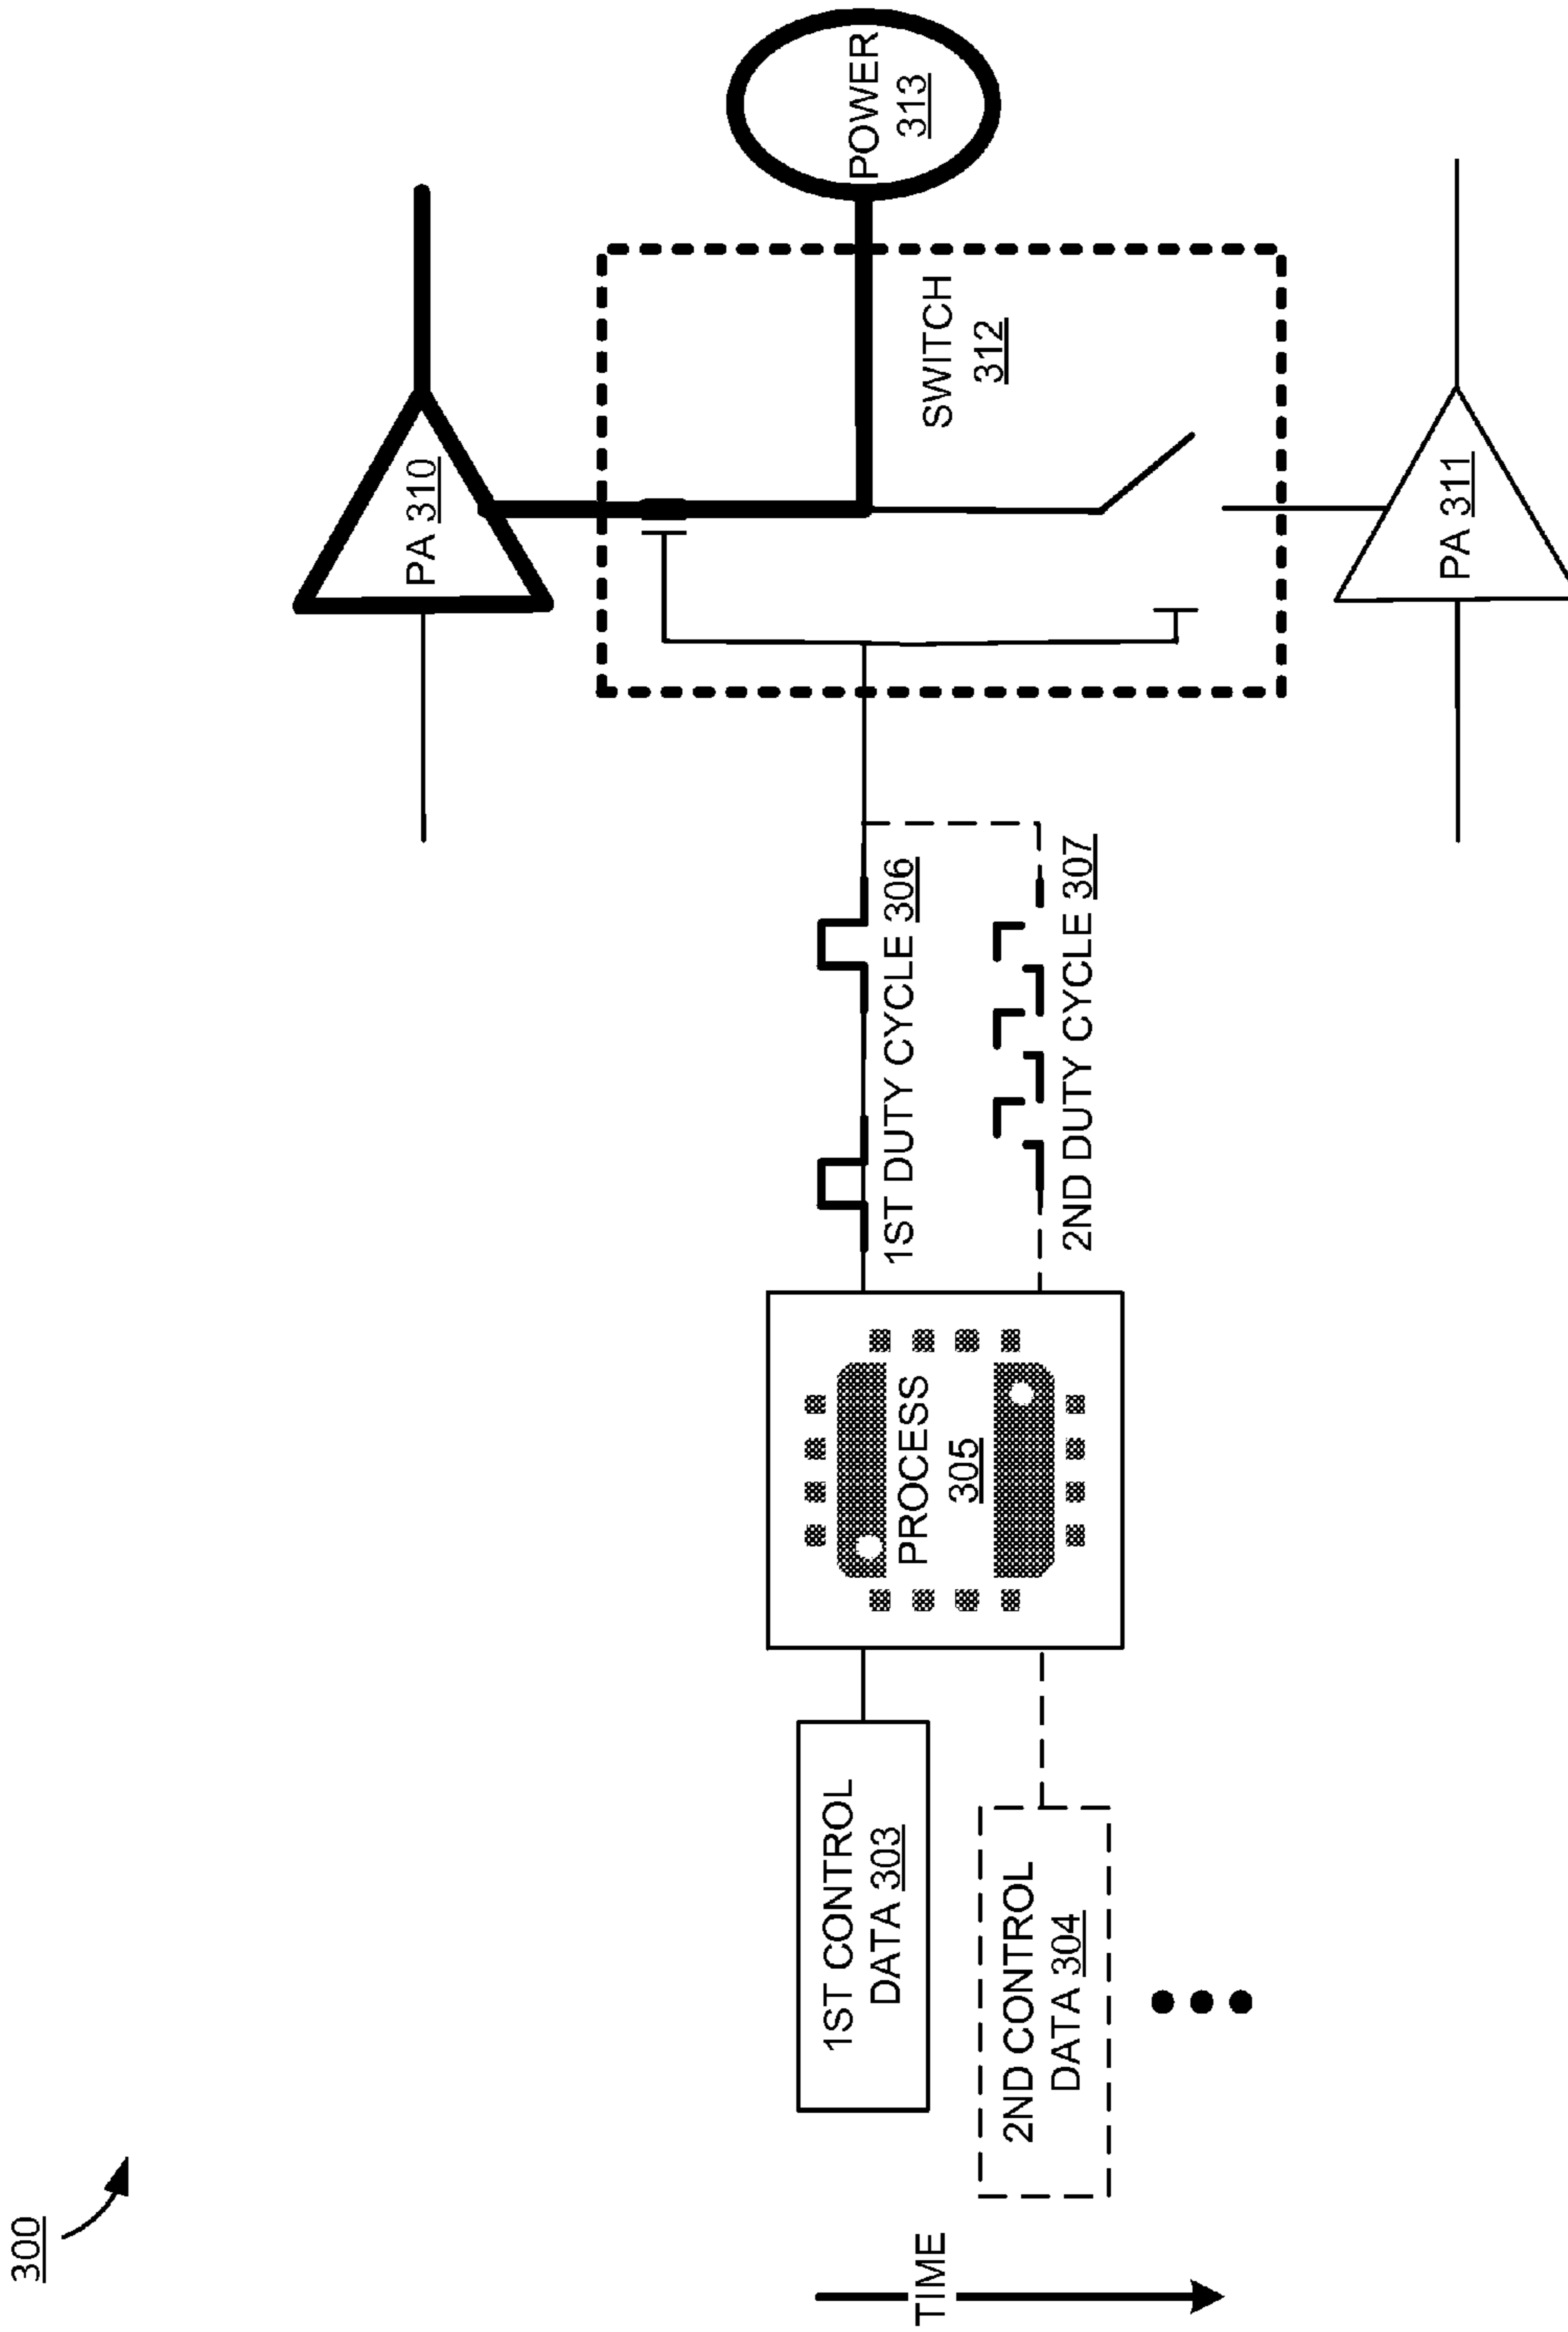 300
PA 310
POWER
313
SWITCH
312
1ST DUTY CYCLE 306
PROCESS
305
1ST CONTROL
DATA 303
2ND DUTY CYCLE 307
2ND CONTROL
DATA 304
TIME
PA 311